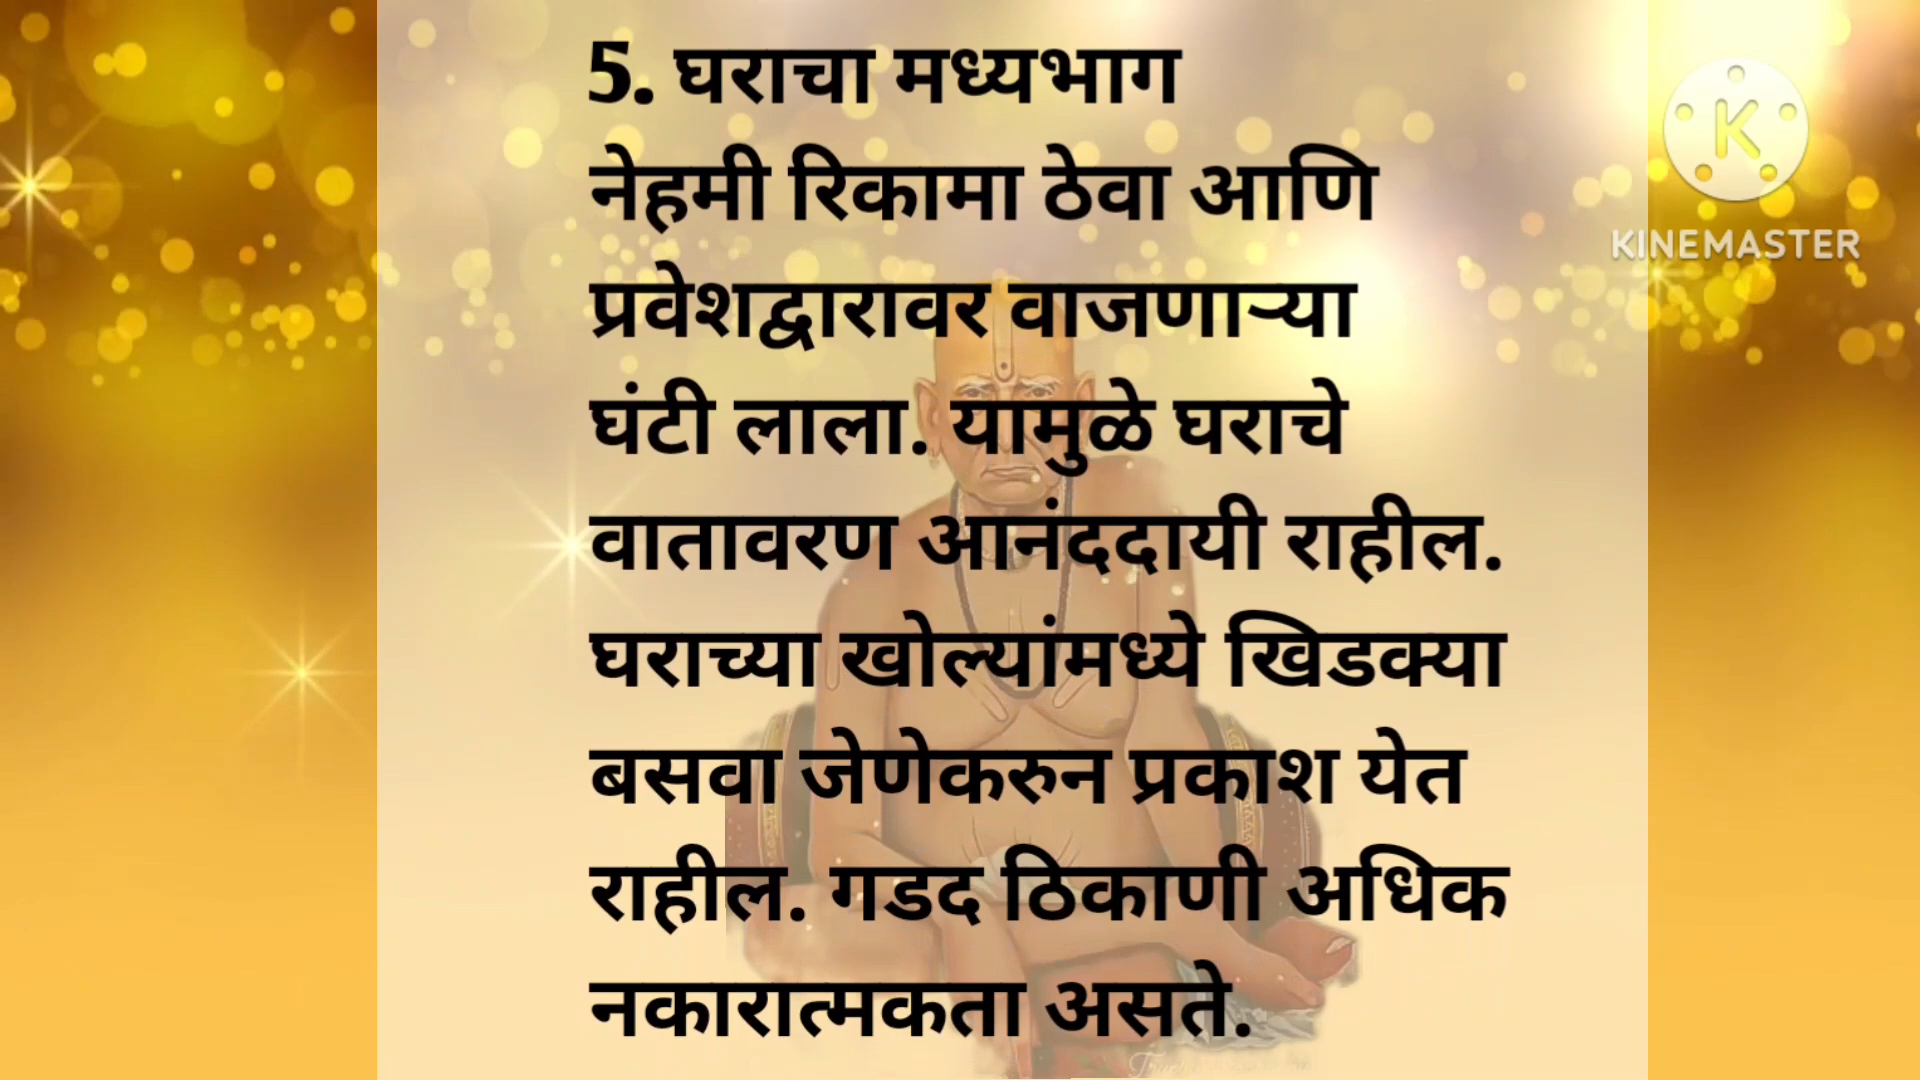 5. घराचा मध्यभाग
नेहमी रिकामा ठेवा आणि
प्रवेशद्वारावर वाजणाऱ्या
घंटी लाला. यामुळे घराचे
वातावरण आनंददायी राहील.
घराच्या खोल्यांमध्ये खिडक्या
बसवा जेणेकरुन प्रकाश येत
राहील. गडद ठिकाणी अधिक
नकारात्मकता असते.
K
KINEMASTER